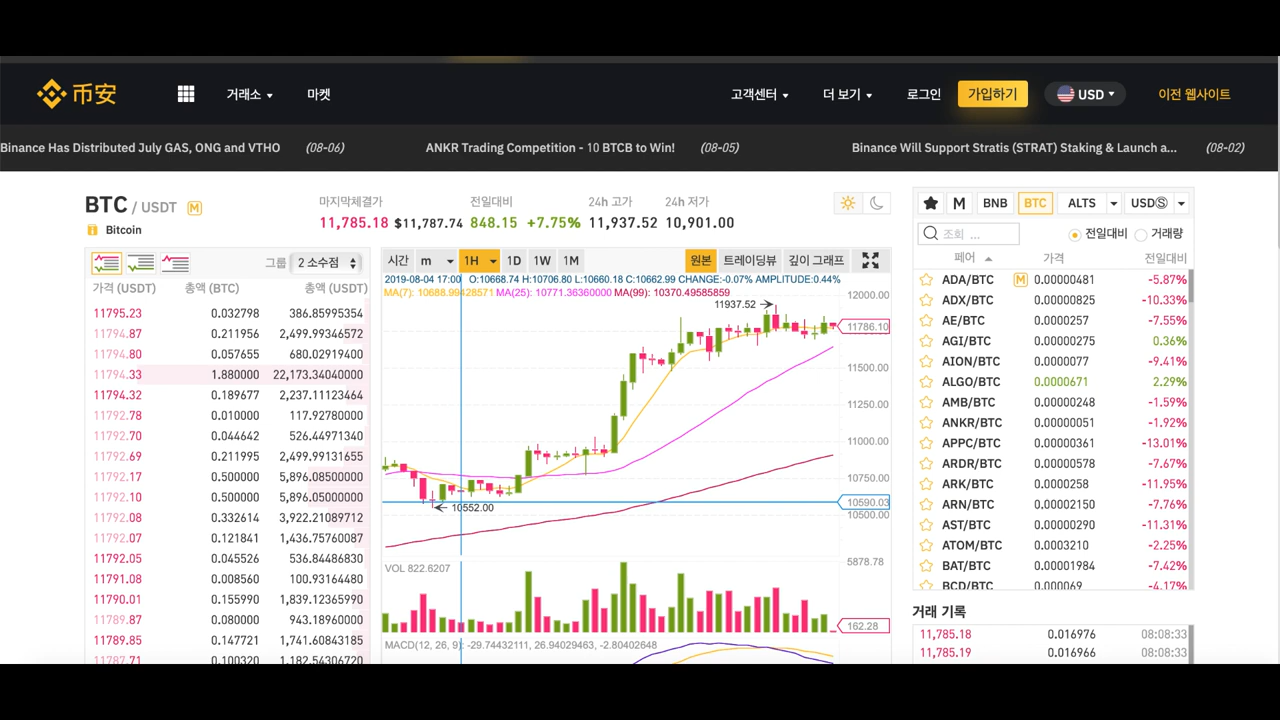 币安 거래소 마켓 고객센터 더 보기 로그인 가입하기 USD 이전 웹사이트
Binance Has Distributed July GAS, ONG and VTHO (08-06) ANKR Trading Competition - 10 BTCB to Win! (08-05) Binance Will Support Stratis (STRAT) Staking & Launch a... (08-02)
BTC / USDT M
Bitcoin
마지막체결가 전일대비 24h 고가 24h 저가
11,785.18 $11,787.74 848.15 +7.75% 11,937.52 10,901.00
그룹 2 소수점
가격 (USDT) 총액 (BTC) 총액 (USDT)
11795.23 0.032798 386.85995354
11794.87 0.211956 2,499.99346572
11794.80 0.057655 680.02919400
11794.33 1.880000 22,173.34040000
11794.32 0.189677 2,237.11123464
11792.78 0.010000 117.92780000
11792.70 0.044642 526.44971340
11792.69 0.211995 2,499.99131655
11792.17 0.500000 5,896.08500000
11792.10 0.500000 5,896.05000000
11792.08 0.332614 3,922.21089712
11792.07 0.121841 1,436.75760087
11792.05 0.045526 536.84486830
11791.08 0.008560 100.93164480
11790.01 0.155990 1,839.12365990
11789.87 0.080000 943.18960000
11789.85 0.147721 1,741.60843185
11787.71 0.100320 1,182.54306720
시간 m 1H 1D 1W 1M 원본 트레이딩뷰 깊이 그래프
2019-08-04 17:00 O:10668.74 H:10706.80 L:10660.18 C:10662.99 CHANGE:-0.07% AMPLITUDE:0.44%
MA(7): 10688.99428571 MA(25): 10771.36360000 MA(99): 10370.49585859
12000.00
11937.52
11786.10
11500.00
11250.00
11000.00
10750.00
10590.03
10552.00
10500.00
VOL 822.6207
5878.78
162.28
MACD(12, 26, 9): -29.74432111, 26.94029463, -2.80402648
M BNB BTC ALTS USDⓈ
조회 ... 전일대비 거래량
페어 가격 전일대비
ADA/BTC M 0.00000481 -5.87%
ADX/BTC 0.00000825 -10.33%
AE/BTC 0.0000257 -7.55%
AGI/BTC 0.00000275 0.36%
AION/BTC 0.0000077 -9.41%
ALGO/BTC 0.0000671 2.29%
AMB/BTC 0.00000248 -1.59%
ANKR/BTC 0.00000051 -1.92%
APPC/BTC 0.00000361 -13.01%
ARDR/BTC 0.00000578 -7.67%
ARK/BTC 0.0000258 -11.95%
ARN/BTC 0.00002150 -7.76%
AST/BTC 0.00000290 -11.31%
ATOM/BTC 0.0003210 -2.25%
BAT/BTC 0.00001984 -7.42%
BCD/BTC 0.000069 -4.17%
거래 기록
11,785.18 0.016976 08:08:33
11,785.19 0.016966 08:08:33